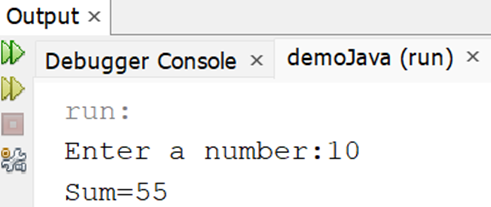 Output ×
Debugger Console × demoJava (run) ×
run:
Enter a number:10
Sum=55